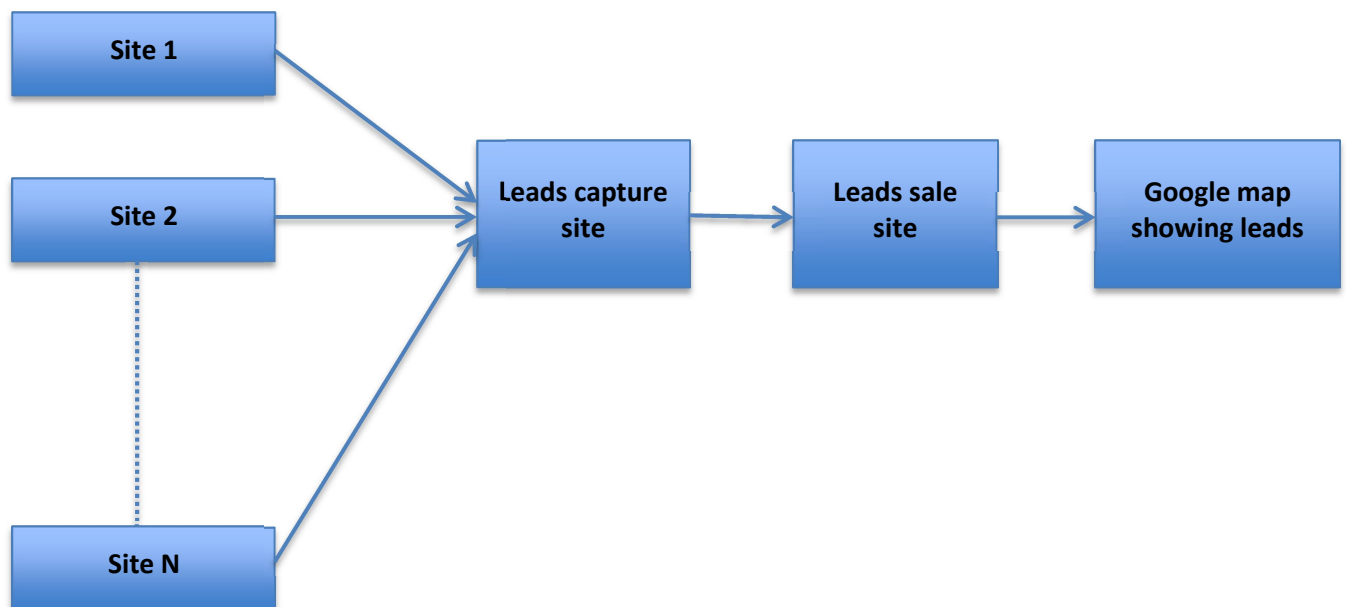 Site 1
Site 2
Site N
Leads capture
site
Leads sale
site
Google map
showing leads